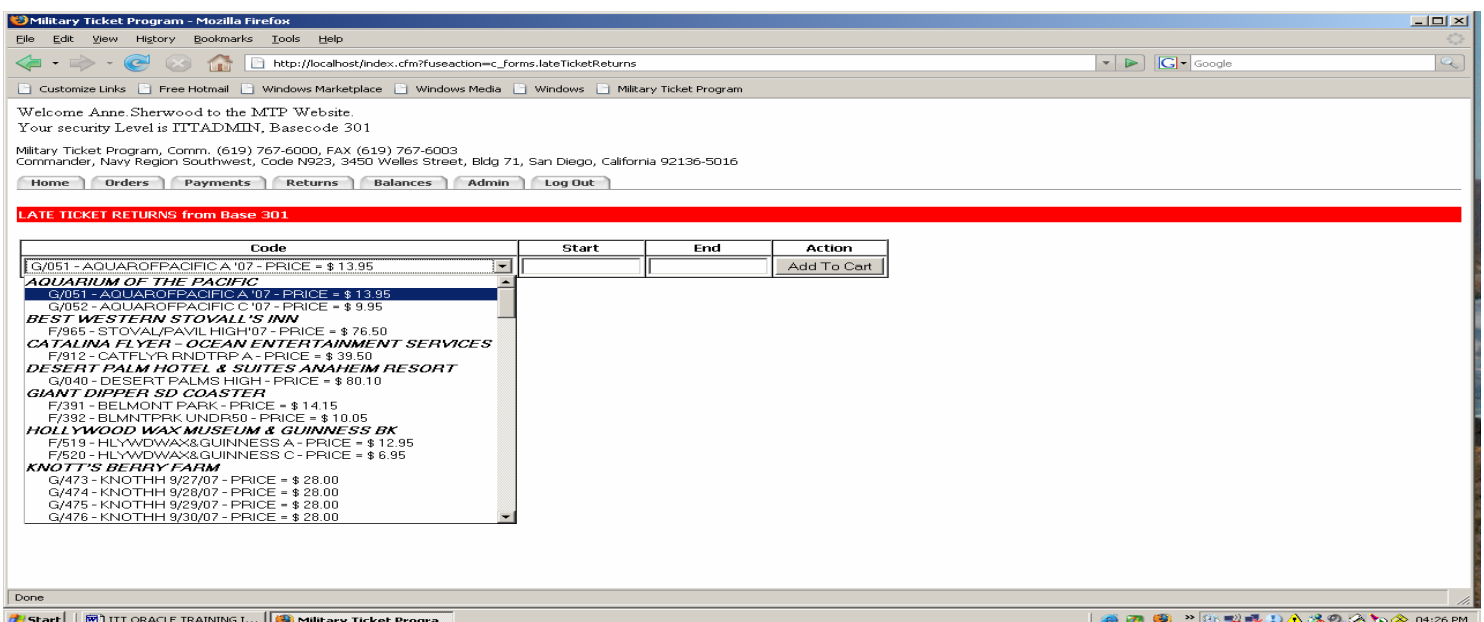 Military Ticket Program - Mozilla Firefox
File Edit View History Bookmarks Tools Help
http://localhost/index.cfm?fuseaction=c_forms.lateTicketReturns
Google
Customize Links Free Hotmail Windows Marketplace Windows Media Windows Military Ticket Program
Welcome Anne.Sherwood to the MTP Website.
Your security Level is ITTADMIN, Basecode 301
Military Ticket Program, Comm. (619) 767-6000, FAX (619) 767-6003
Commander, Navy Region Southwest, Code N923, 3450 Welles Street, Bldg 71, San Diego, California 92136-5016
Home Orders Payments Returns Balances Admin Log Out
LATE TICKET RETURNS from Base 301
Code Start End Action
G/051 - AQUAROFPACIFIC A '07 - PRICE = $ 13.95 Add To Cart
AQUARIUM OF THE PACIFIC
G/051 - AQUAROFPACIFIC A '07 - PRICE = $ 13.95
G/052 - AQUAROFPACIFIC C '07 - PRICE = $ 9.95
BEST WESTERN STOVALL'S INN
F/965 - STOVAL/PAVIL HIGH'07 - PRICE = $ 76.50
CATALINA FLYER - OCEAN ENTERTAINMENT SERVICES
F/912 - CATFLYR RNDTRP A - PRICE = $ 39.50
DESERT PALM HOTEL & SUITES ANAHEIM RESORT
G/040 - DESERT PALMS HIGH - PRICE = $ 80.10
GIANT DIPPER SD COASTER
F/391 - BELMONT PARK - PRICE = $ 14.15
F/392 - BLMNTPRK UNDR50 - PRICE = $ 10.05
HOLLYWOOD WAX MUSEUM & GUINNESS BK
F/519 - HLYWDWAX&GUINNESS A - PRICE = $ 12.95
F/520 - HLYWDWAX&GUINNESS C - PRICE = $ 6.95
KNOTT'S BERRY FARM
G/473 - KNOTHH 9/27/07 - PRICE = $ 28.00
G/474 - KNOTHH 9/28/07 - PRICE = $ 28.00
G/475 - KNOTHH 9/29/07 - PRICE = $ 28.00
G/476 - KNOTHH 9/30/07 - PRICE = $ 28.00
Done
Start ITT ORACLE TRAINING I... Military Ticket Progra... 04:26 PM